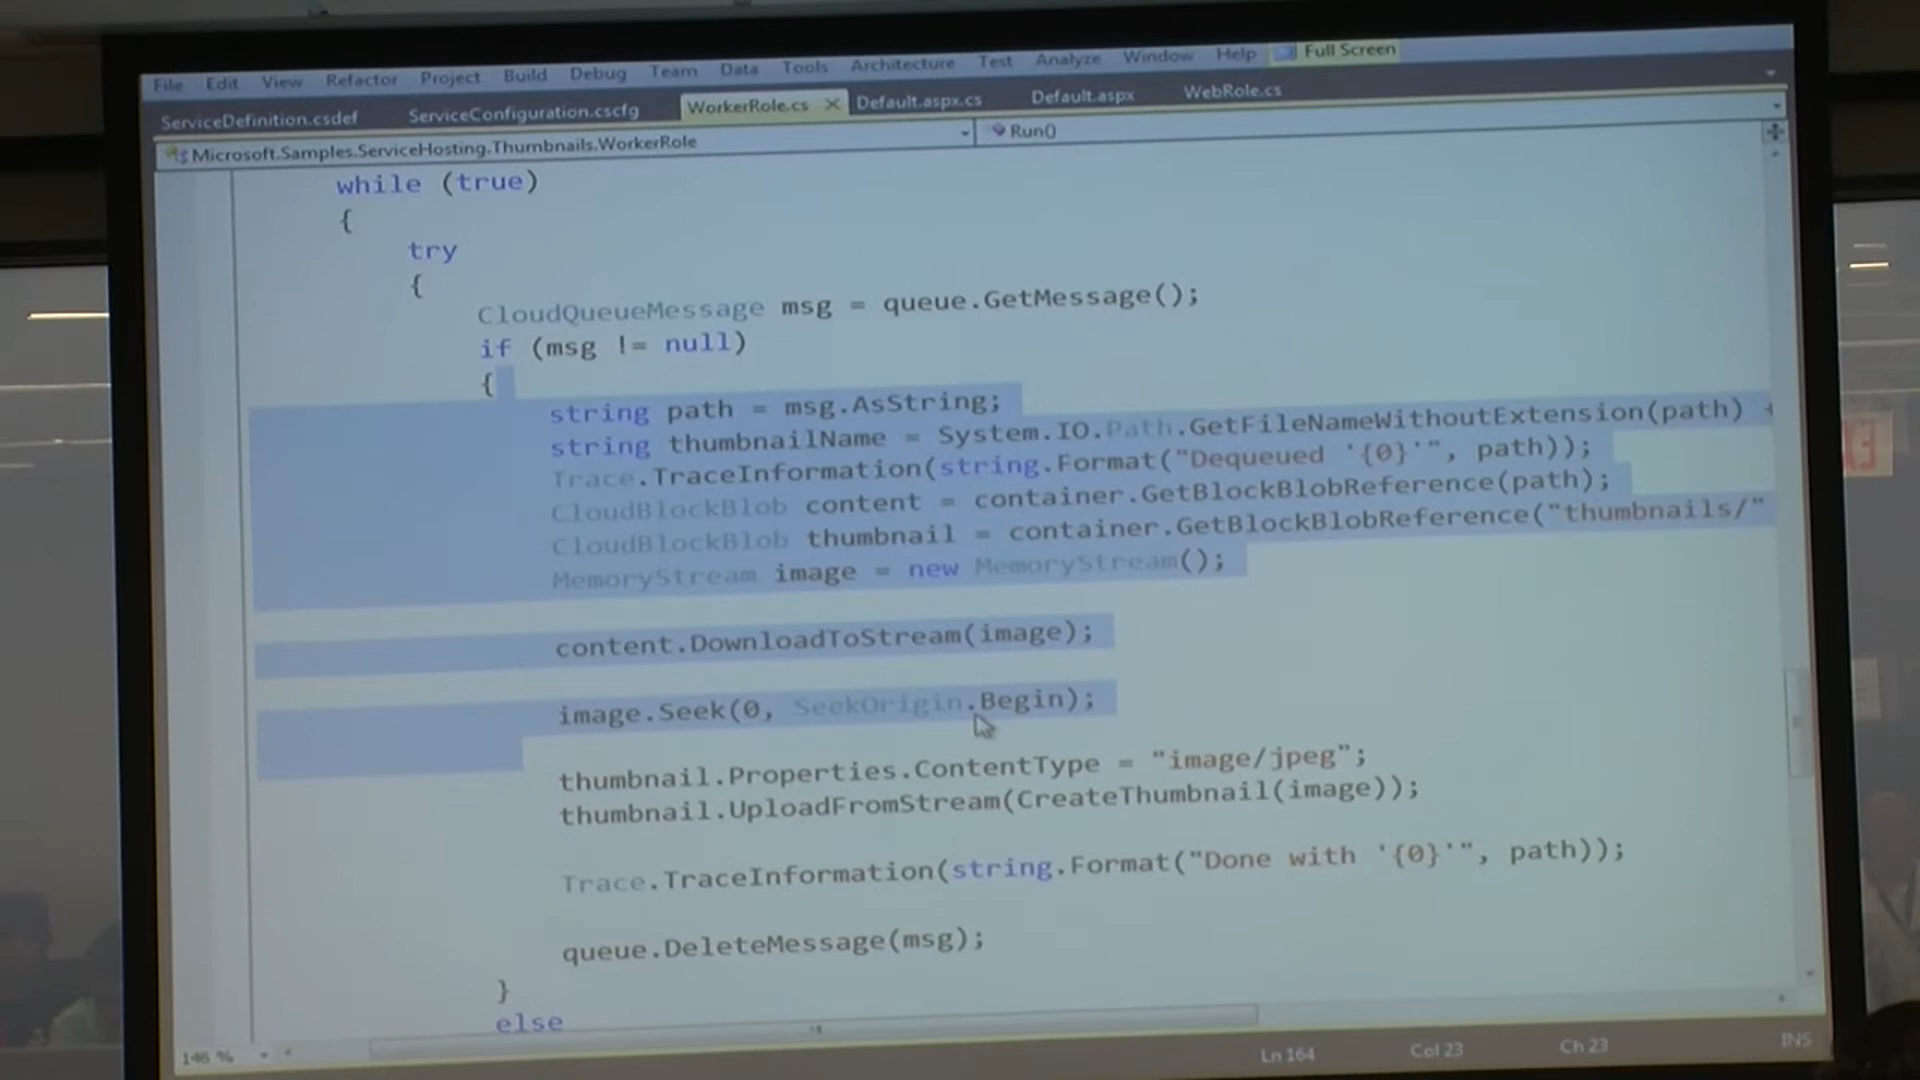 File Edit View Refactor Project Build Debug Team Data Tools Architecture Test Analyze Window Help Full Screen
ServiceDefinition.csdef ServiceConfiguration.cscfg WorkerRole.cs Default.aspx.cs Default.aspx WebRole.cs
Microsoft.Samples.ServiceHosting.Thumbnails.WorkerRole Run()
while (true)
{
try
{
CloudQueueMessage msg = queue.GetMessage();
if (msg != null)
{
string path = msg.AsString;
string thumbnailName = System.IO.Path.GetFileNameWithoutExtension(path)
Trace.TraceInformation(string.Format("Dequeued '{0}'", path));
CloudBlockBlob content = container.GetBlockBlobReference(path);
CloudBlockBlob thumbnail = container.GetBlockBlobReference("thumbnails/"
MemoryStream image = new MemoryStream();
content.DownloadToStream(image);
image.Seek(0, SeekOrigin.Begin);
thumbnail.Properties.ContentType = "image/jpeg";
thumbnail.UploadFromStream(CreateThumbnail(image));
Trace.TraceInformation(string.Format("Done with '{0}'", path));
queue.DeleteMessage(msg);
}
else
146 % Ln 164 Col 23 Ch 23 INS